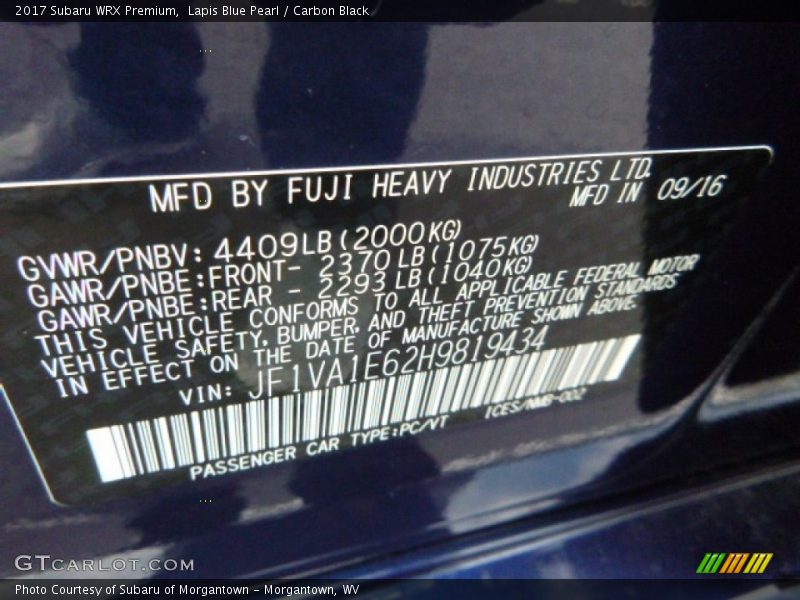 2017 Subaru WRX Premium, Lapis Blue Pearl / Carbon Black
MFD BY FUJI HEAVY INDUSTRIES LTD.
MFD IN 09/16
GVWR/PNBV: 4409LB(2000KG)
GAWR/PNBE:FRONT- 2370LB(1075KG)
GAWR/PNBE:REAR - 2293LB(1040KG)
THIS VEHICLE CONFORMS TO ALL APPLICABLE FEDERAL MOTOR
VEHICLE SAFETY, BUMPER, AND THEFT PREVENTION STANDARDS
IN EFFECT ON THE DATE OF MANUFACTURE SHOWN ABOVE.
VIN: JF1VA1E62H9819434
PASSENGER CAR TYPE:PC/VT ICES/NMB-002
GTCARLOT.COM
Photo Courtesy of Subaru of Morgantown - Morgantown, WV